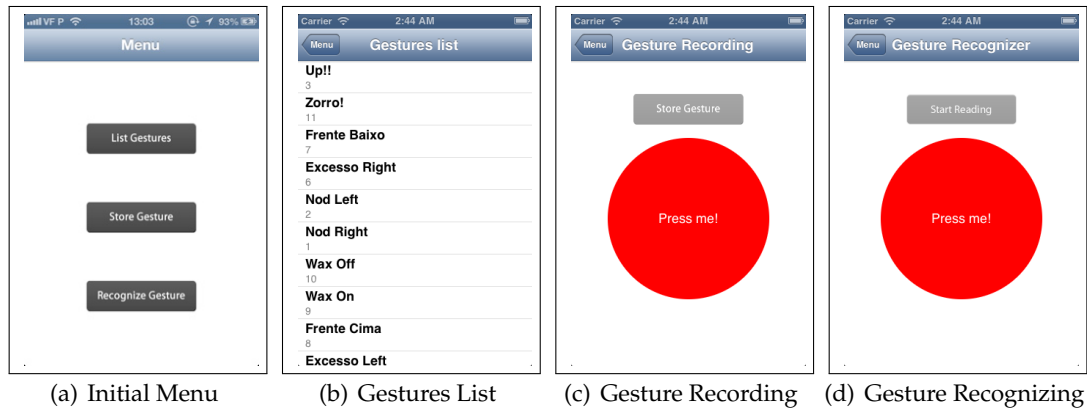 VF P 13:03 93%
Menu
List Gestures
Store Gesture
Recognize Gesture
(a) Initial Menu
Carrier 2:44 AM
Menu Gestures list
Up!!
3
Zorro!
11
Frente Baixo
7
Excesso Right
6
Nod Left
2
Nod Right
1
Wax Off
10
Wax On
9
Frente Cima
8
Excesso Left
(b) Gestures List
Carrier 2:44 AM
Menu Gesture Recording
Store Gesture
Press me!
(c) Gesture Recording
Carrier 2:44 AM
Menu Gesture Recognizer
Start Reading
Press me!
(d) Gesture Recognizing